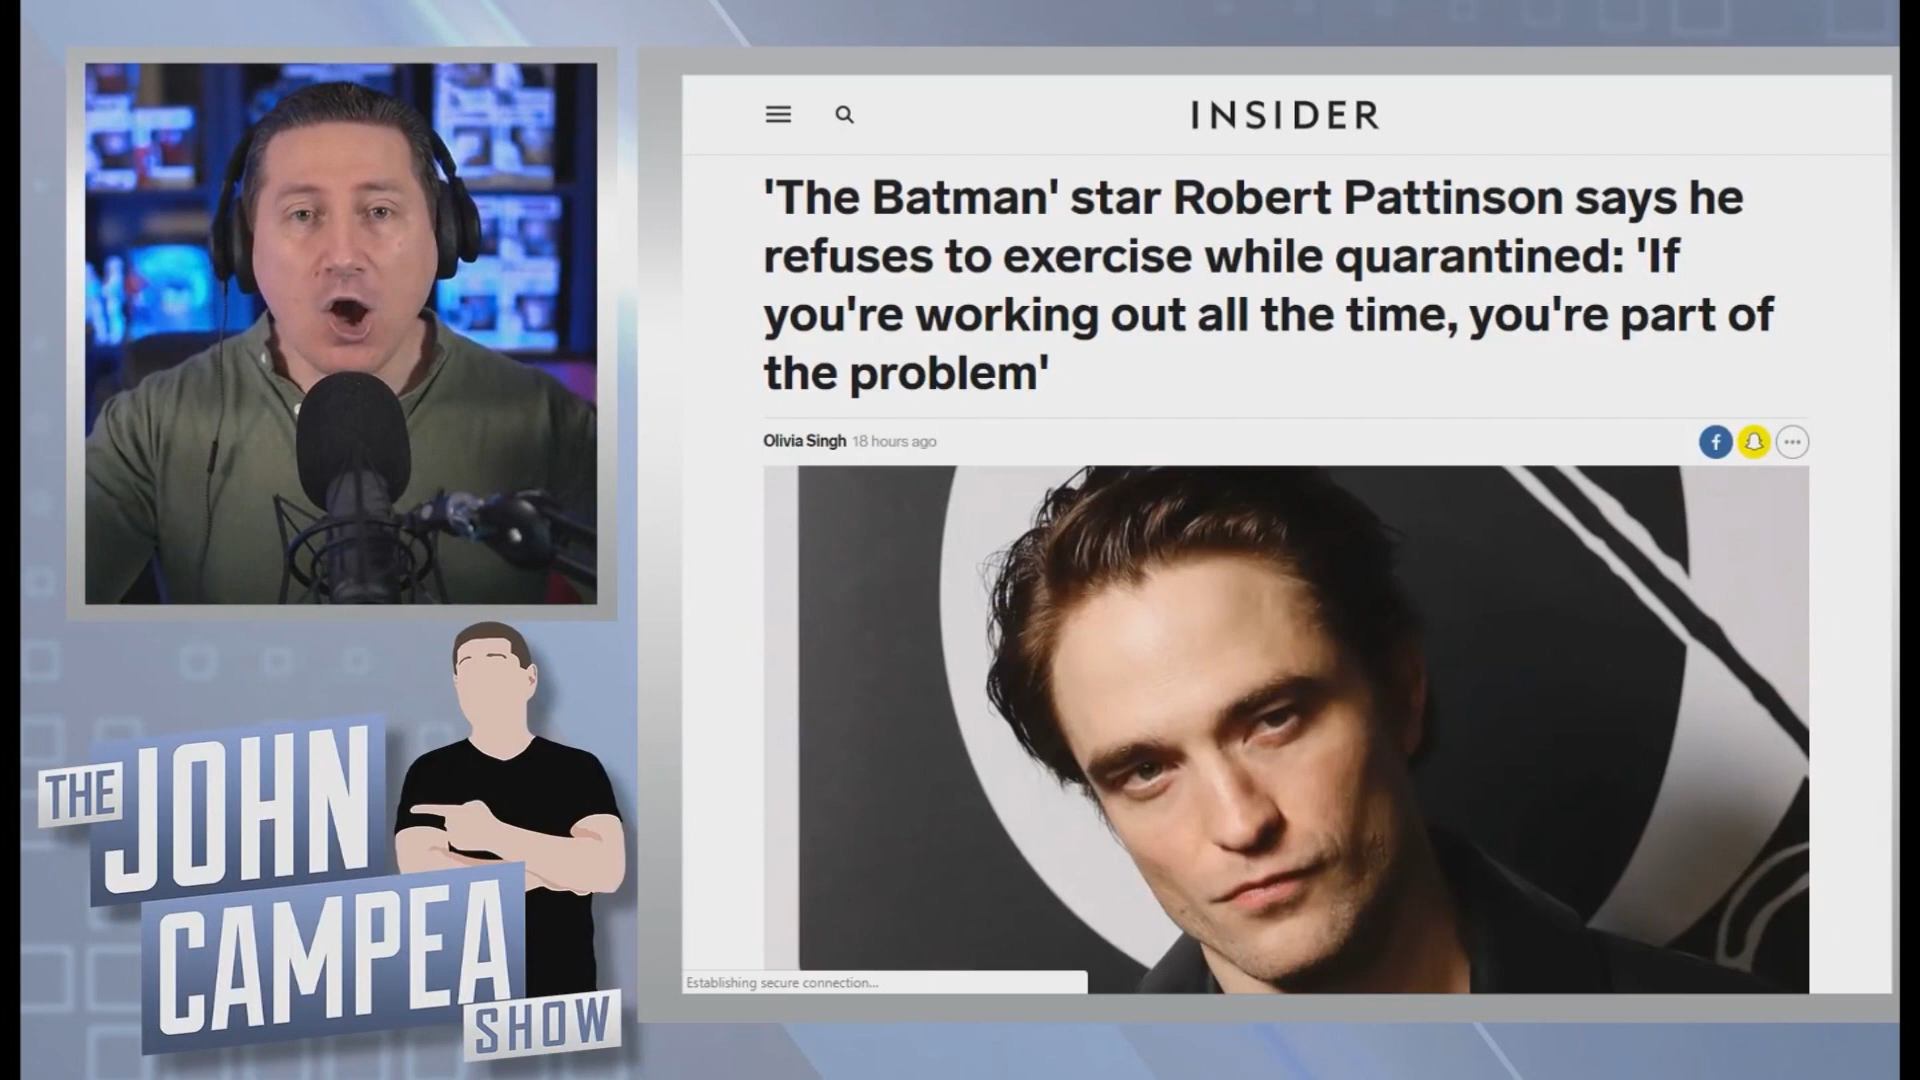 INSIDER
'The Batman' star Robert Pattinson says he
refuses to exercise while quarantined: 'If
you're working out all the time, you're part of
the problem'
Olivia Singh 18 hours ago
Establishing secure connection...
THE
JOHN
CAMPEA
SHOW